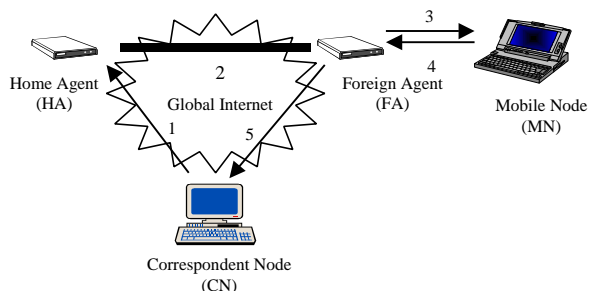 3
2
4
Home Agent
(HA)
Foreign Agent
(FA)
Global Internet
Mobile Node
(MN)
1
5
Correspondent Node
(CN)